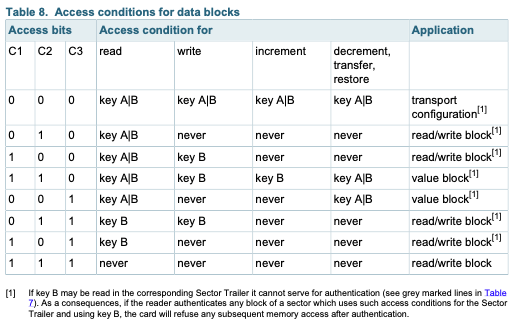 Table 8. Access conditions for data blocks
Access bits Access condition for Application
C1 C2 C3 read write increment decrement, transfer, restore
0 0 0 key A|B key A|B key A|B key A|B transport configuration[1]
0 1 0 key A|B never never never read/write block[1]
1 0 0 key A|B key B never never read/write block[1]
1 1 0 key A|B key B key B key A|B value block[1]
0 0 1 key A|B never never key A|B value block[1]
0 1 1 key B key B never never read/write block[1]
1 0 1 key B never never never read/write block[1]
1 1 1 never never never never read/write block
[1] If key B may be read in the corresponding Sector Trailer it cannot serve for authentication (see grey marked lines in Table
7). As a consequences, if the reader authenticates any block of a sector which uses such access conditions for the Sector
Trailer and using key B, the card will refuse any subsequent memory access after authentication.